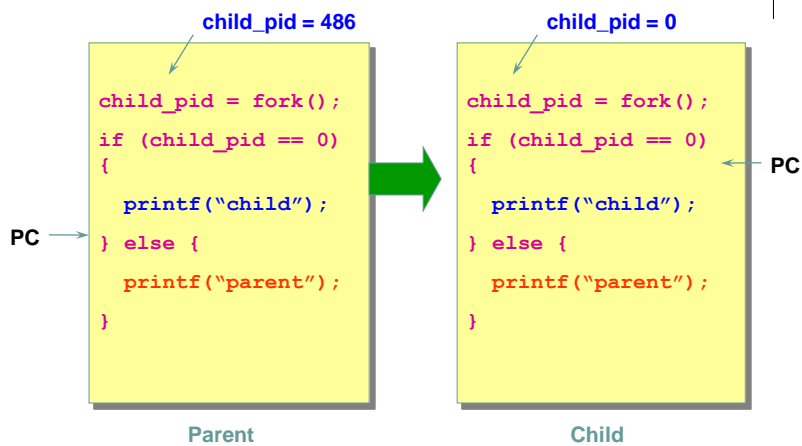 child_pid = 486
child_pid = fork();
if (child_pid == 0)
{
printf(“child”);
} else {
printf(“parent”);
}
PC
Parent
child_pid = 0
child_pid = fork();
if (child_pid == 0)
{
printf(“child”);
} else {
printf(“parent”);
}
PC
Child